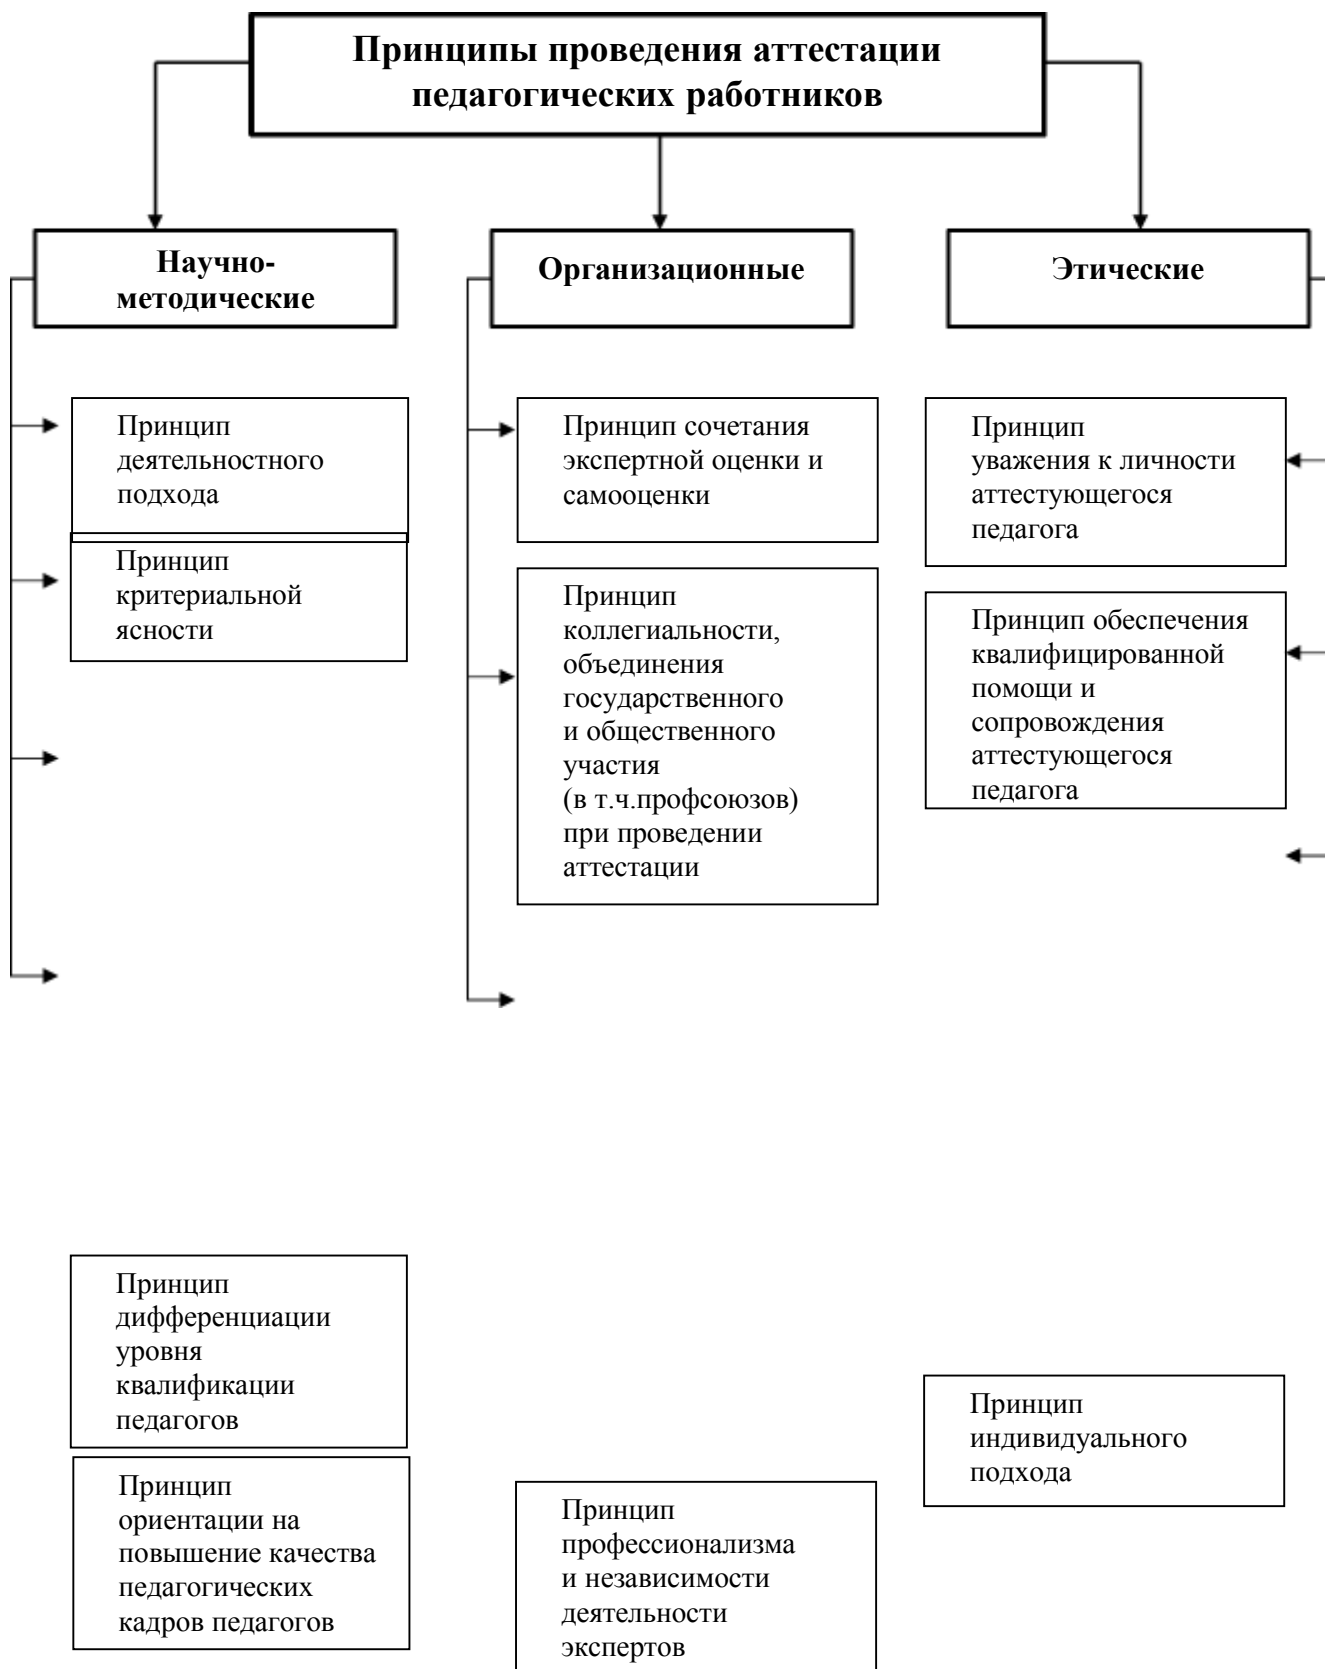 Принципы проведения аттестации
педагогических работников
Научно-
методические
Организационные
Этические
Принцип
деятельностного
подхода
Принцип
критериальной
ясности
Принцип сочетания
экспертной оценки и
самооценки
Принцип
коллегиальности,
объединения
государственного
и общественного
участия
(в т.ч.профсоюзов)
при проведении
аттестации
Принцип
уважения к личности
аттестующегося
педагога
Принцип обеспечения
квалифицированной
помощи и
сопровождения
аттестующегося
педагога
Принцип
дифференциации
уровня
квалификации
педагогов
Принцип
ориентации на
повышение качества
педагогических
кадров педагогов
Принцип
профессионализма
и независимости
деятельности
экспертов
Принцип
индивидуального
подхода